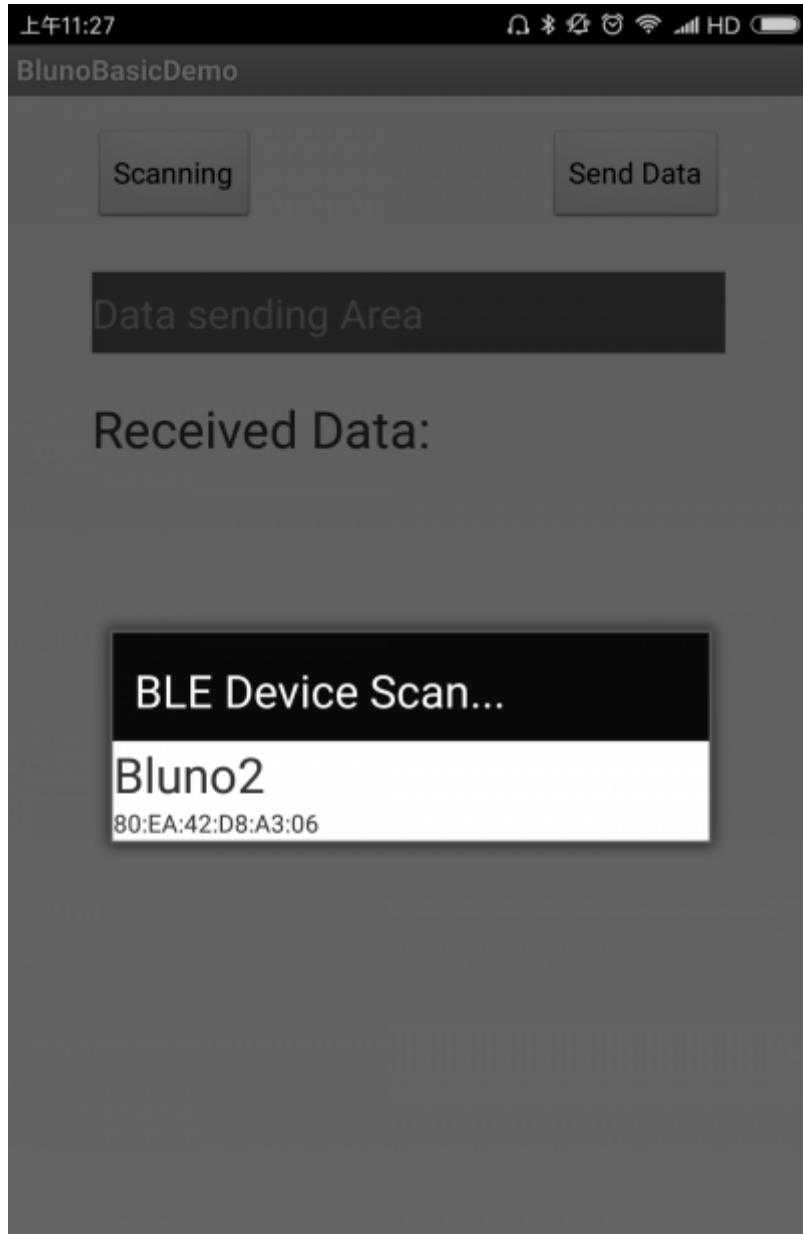 上午11:27 HD
BlunoBasicDemo
Scanning Send Data
Data sending Area
Received Data:
BLE Device Scan...
Bluno2
80:EA:42:D8:A3:06